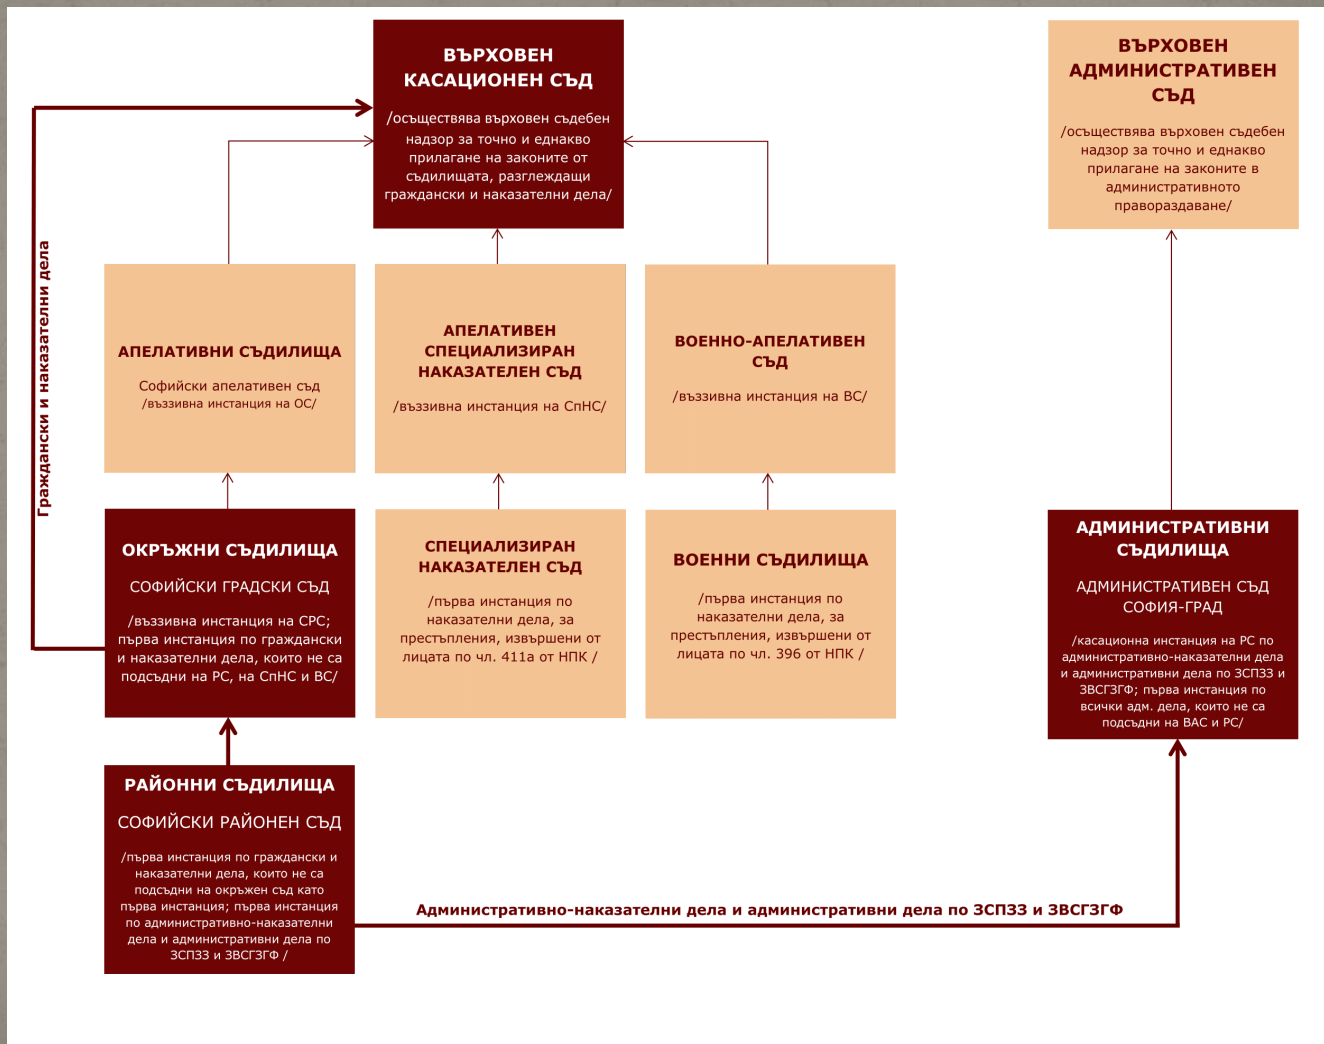 ВЪРХОВЕН
КАСАЦИОНЕН СЪД
/осъществява върховен съдебен
надзор за точно и еднакво
прилагане на законите от
съдилищата, разглеждащи
граждански и наказателни дела/
ВЪРХОВЕН
АДМИНИСТРАТИВЕН
СЪД
/осъществява върховен съдебен
надзор за точно и еднакво
прилагане на законите в
административното
правораздаване/
Граждански и наказателни дела
АПЕЛАТИВНИ СЪДИЛИЩА
Софийски апелативен съд
/въззивна инстанция на ОС/
АПЕЛАТИВЕН
СПЕЦИАЛИЗИРАН
НАКАЗАТЕЛЕН СЪД
/въззивна инстанция на СпНС/
ВОЕННО-АПЕЛАТИВЕН
СЪД
/въззивна инстанция на ВС/
ОКРЪЖНИ СЪДИЛИЩА
СОФИЙСКИ ГРАДСКИ СЪД
/въззивна инстанция на СРС;
първа инстанция по граждански
и наказателни дела, които не са
подсъдни на РС, на СпНС и ВС/
СПЕЦИАЛИЗИРАН
НАКАЗАТЕЛЕН СЪД
/първа инстанция по
наказателни дела, за
престъпления, извършени от
лицата по чл. 411а от НПК /
ВОЕННИ СЪДИЛИЩА
/първа инстанция по
наказателни дела, за
престъпления, извършени от
лицата по чл. 396 от НПК /
АДМИНИСТРАТИВНИ
СЪДИЛИЩА
АДМИНИСТРАТИВЕН СЪД
СОФИЯ-ГРАД
/касационна инстанция на РС по
административно-наказателни дела
и административни дела по ЗСПЗЗ и
ЗВСГЗГФ; първа инстанция по
всички адм. дела, които не са
подсъдни на ВАС и РС/
РАЙОННИ СЪДИЛИЩА
СОФИЙСКИ РАЙОНЕН СЪД
/първа инстанция по граждански и
наказателни дела, които не са
подсъдни на окръжен съд като
първа инстанция; първа инстанция
по административно-наказателни
дела и административни дела по
ЗСПЗЗ и ЗВСГЗГФ /
Административно-наказателни дела и административни дела по ЗСПЗЗ и ЗВСГЗГФ